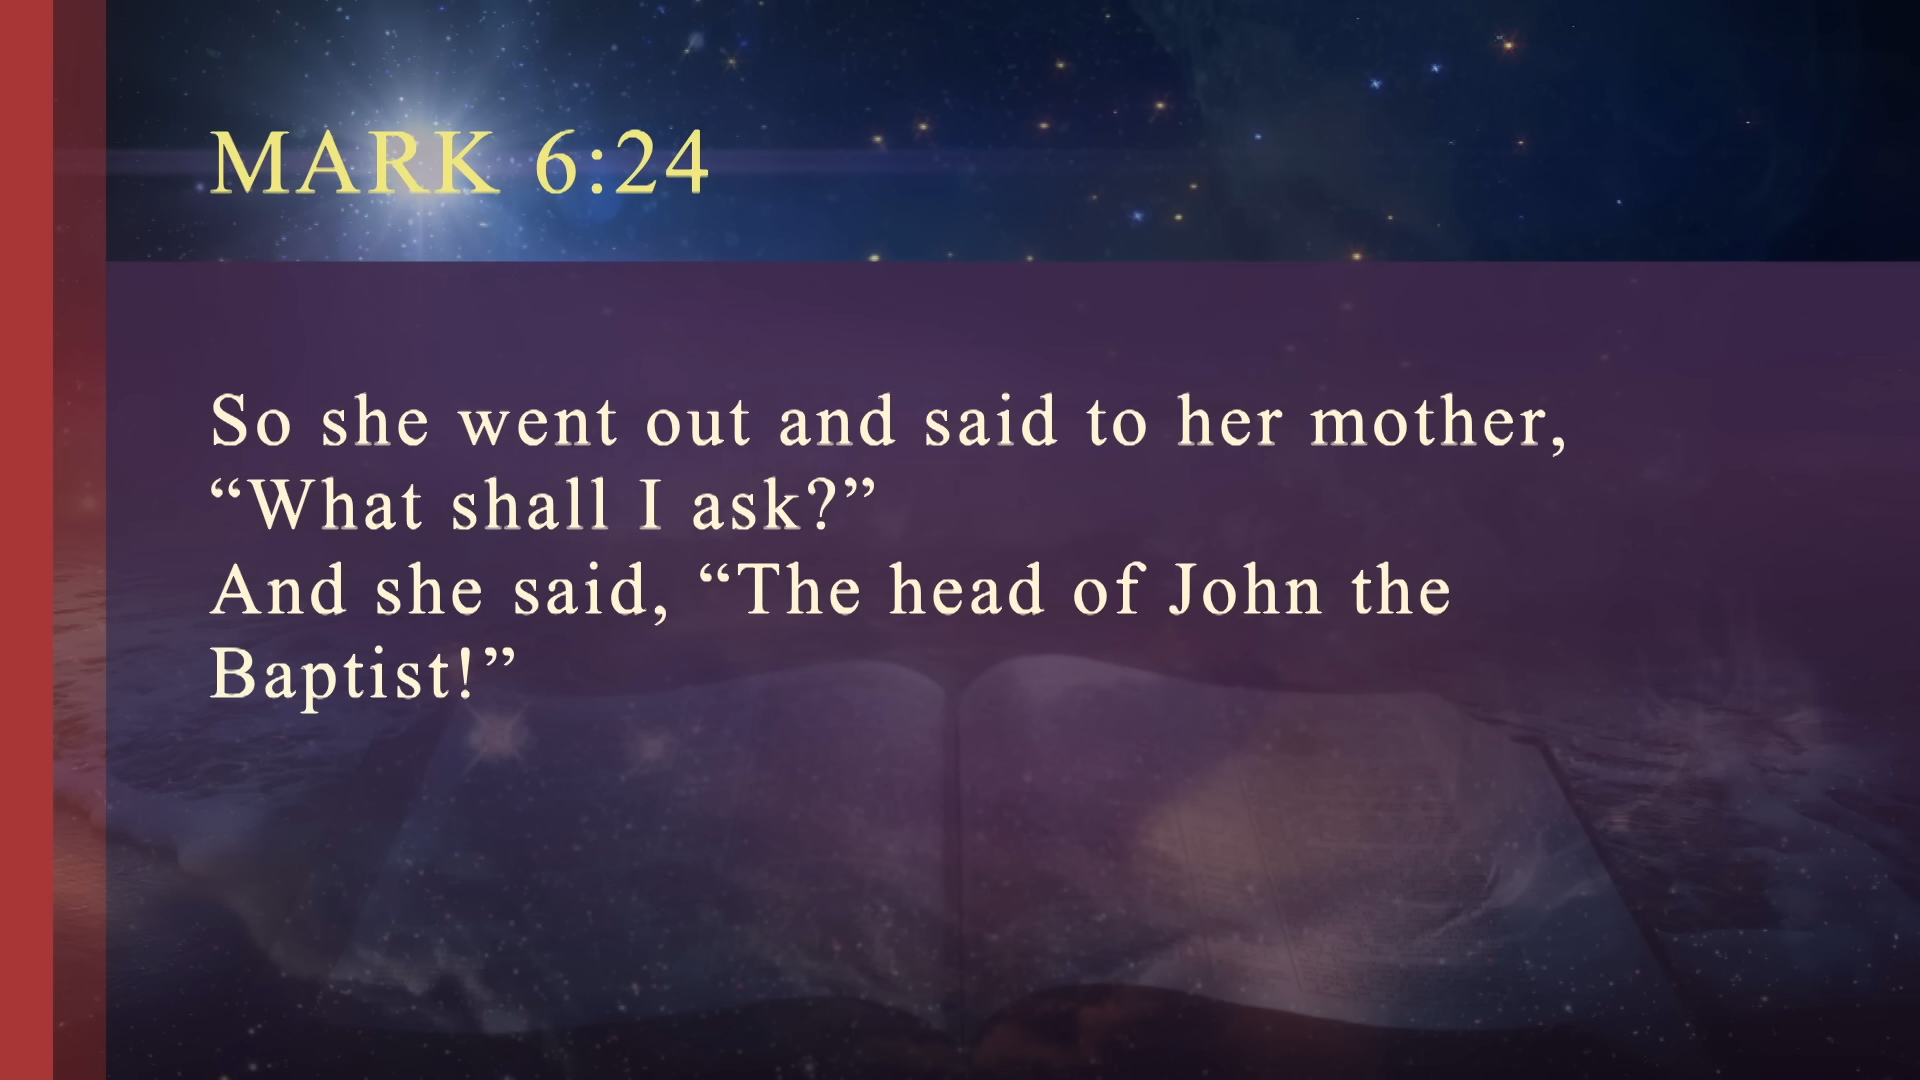 MARK 6:24
So she went out and said to her mother,
“What shall I ask?”
And she said, “The head of John the
Baptist!”